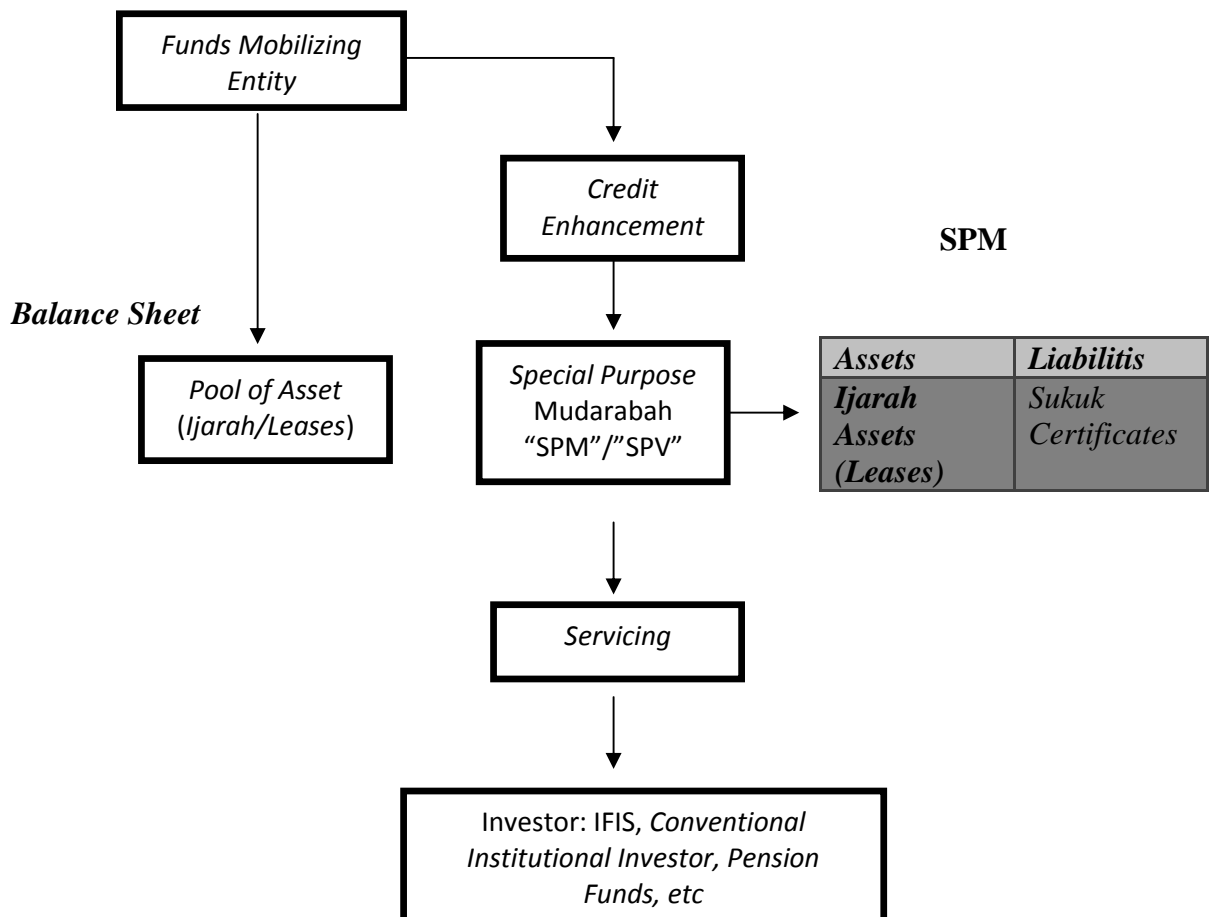 Funds Mobilizing
Entity
Credit
Enhancement
SPM
Balance Sheet
Pool of Asset
(Ijarah/Leases)
Special Purpose
Mudarabah
“SPM”/”SPV”
Assets
Liabilitis
Ijarah
Assets
(Leases)
Sukuk
Certificates
Servicing
Investor: IFIS, Conventional
Institutional Investor, Pension
Funds, etc